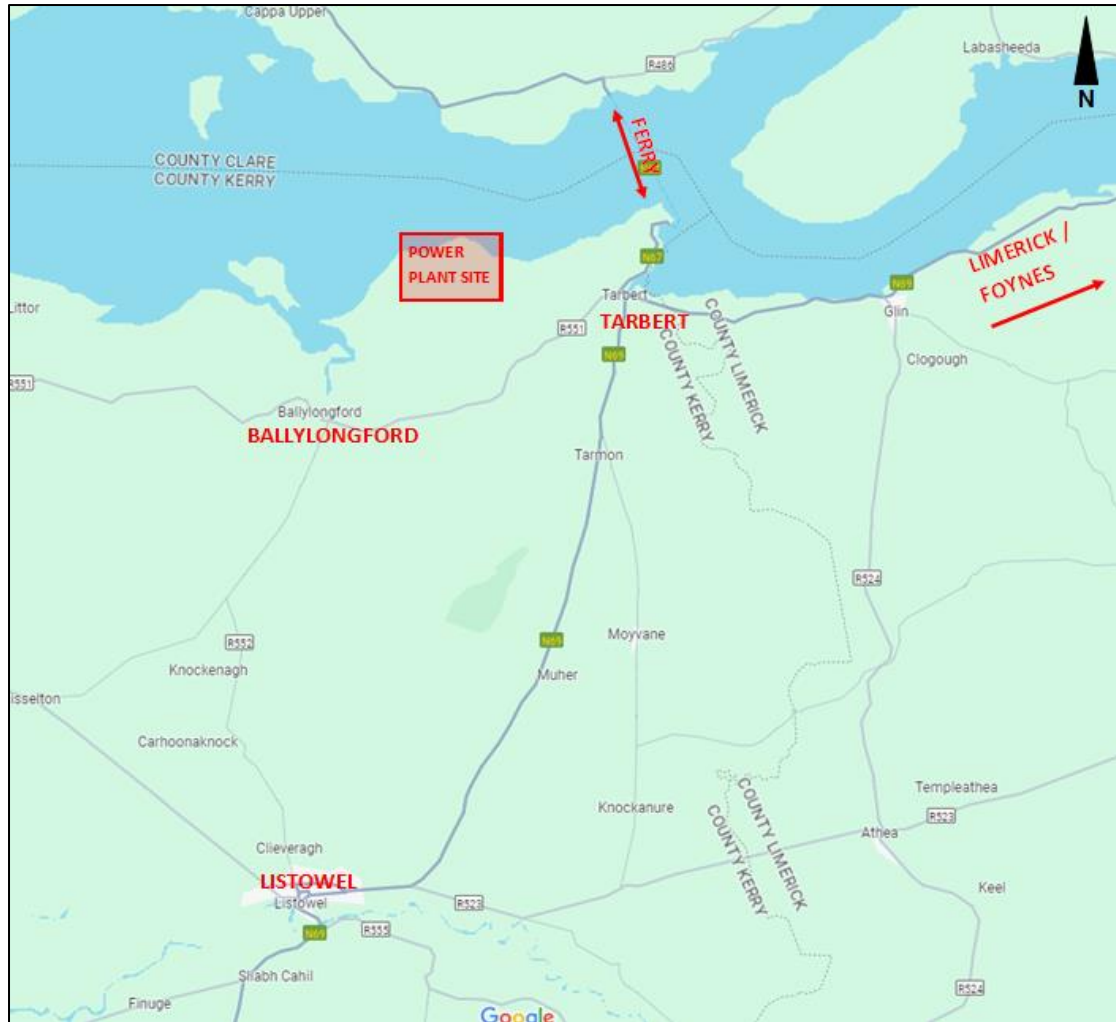 Cappa Upper
R486
Labasheeda
N
FERRY
COUNTY CLARE
COUNTY KERRY
POWER
PLANT SITE
N67
LIMERICK /
FOYNES
N69
Glin
Littor
Tarbert
TARBERT
R551
N69
COUNTY LIMERICK
COUNTY KERRY
Clogough
R551
Ballylongford
BALLYLONGFORD
Tarmon
R524
N69
Moyvane
R552
Knockenagh
Muher
isselton
Carhoonaknock
Templeathea
Knockanure
COUNTY LIMERICK
COUNTY KERRY
R523
Athea
Clieveragh
LISTOWEL
Listowel
R523
Keel
N69
R555
Sliabh Cahil
R524
Finuge
Google